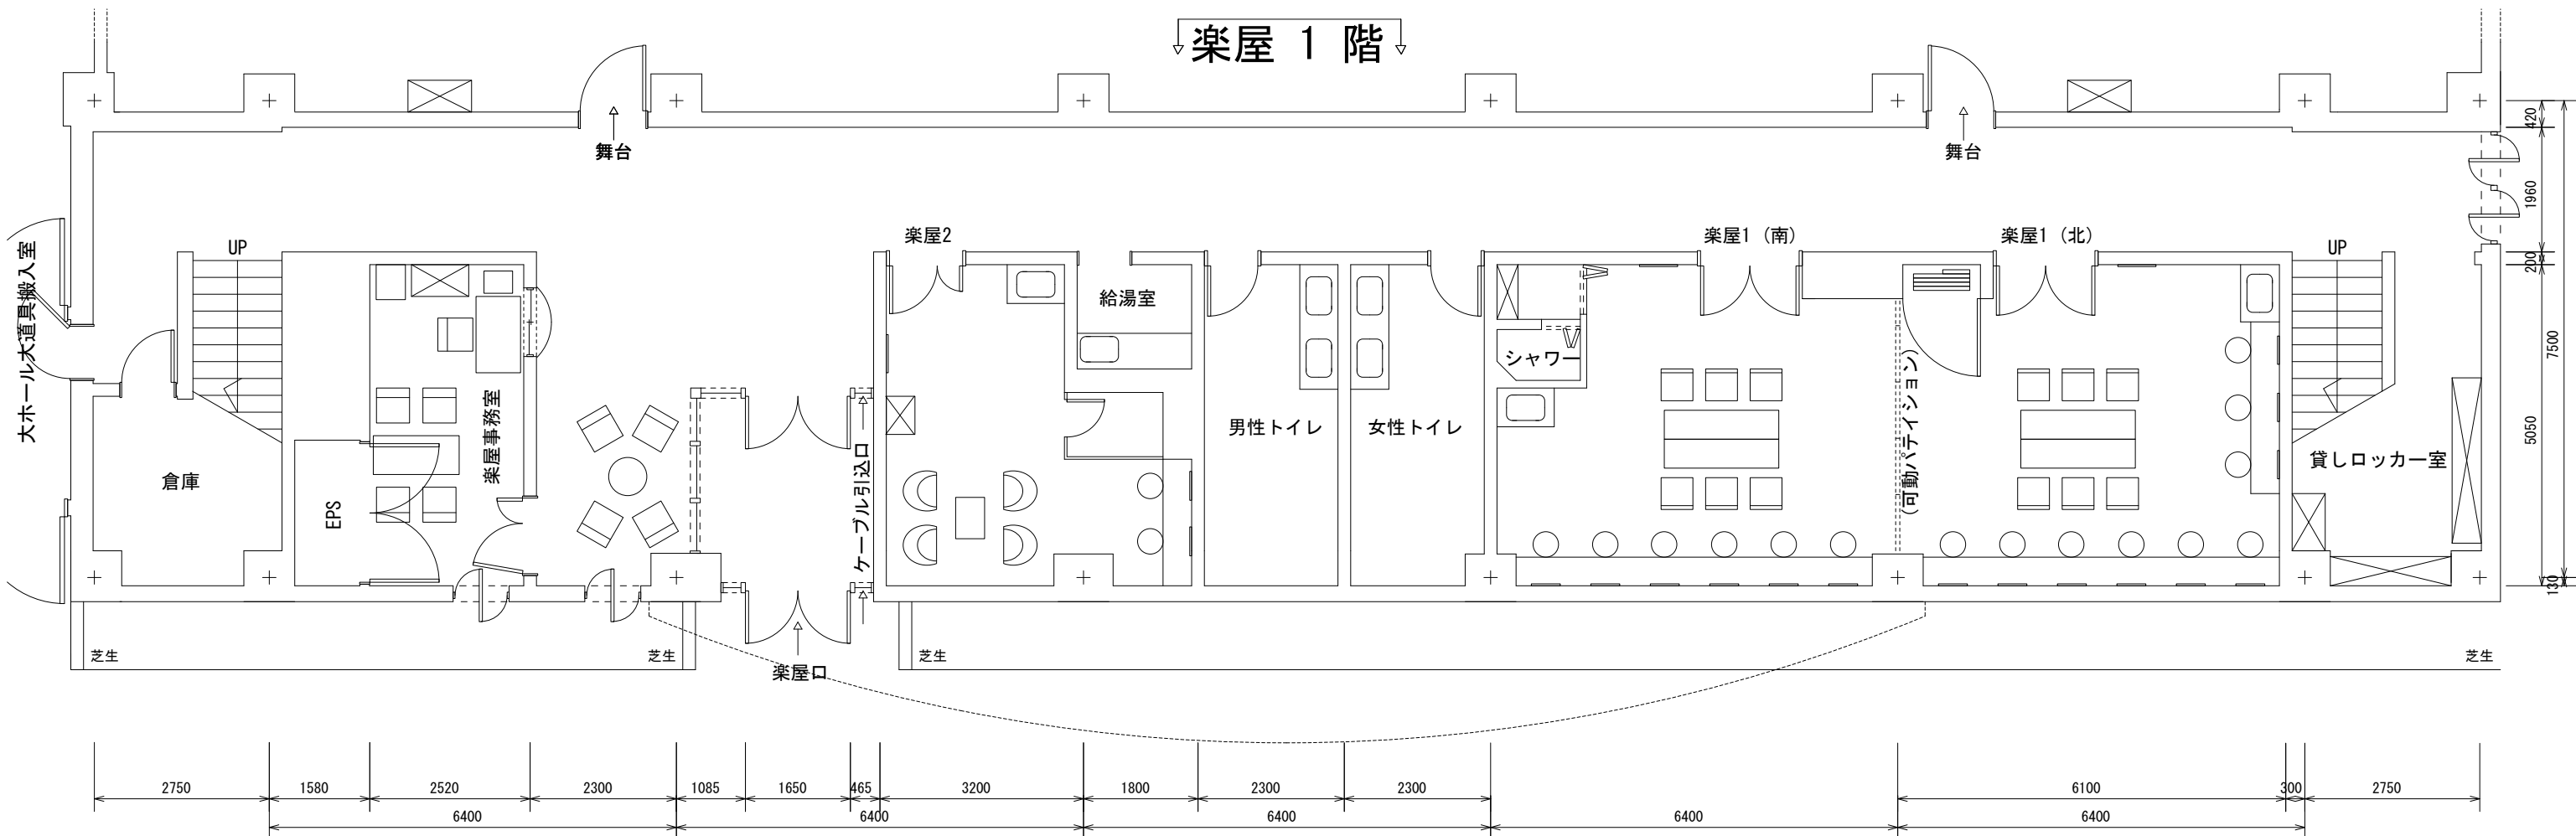 楽屋 1 階
舞台
舞台
大ホール大道具搬入室
UP
楽屋2
楽屋1 (南)
楽屋1 (北)
UP
給湯室
シャワー
(可動パテイション)
倉庫
EPS
楽屋事務室
ケーブル引込口
男性トイレ
女性トイレ
貸しロッカー室
芝生
芝生
楽屋口
芝生
芝生
420
1960
200
5050
130
7500
2750
1580
2520
2300
1085
1650
465
3200
1800
2300
2300
6100
300
2750
6400
6400
6400
6400
6400